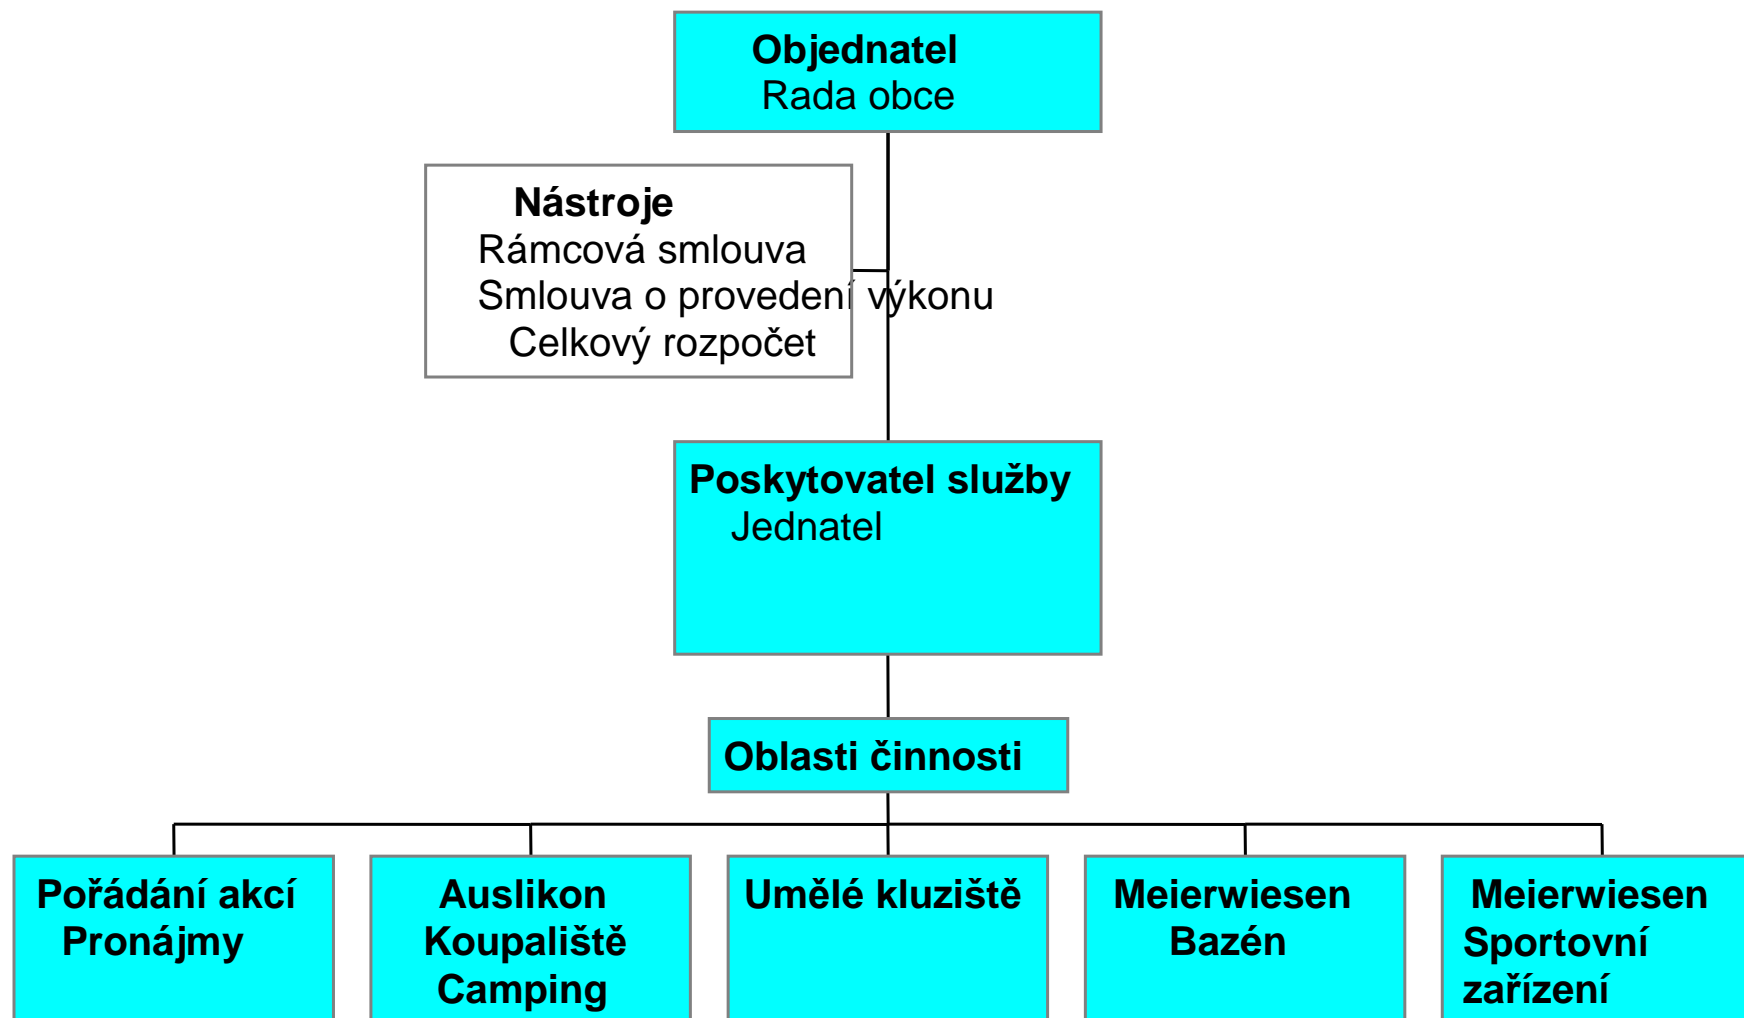 Objednatel
Rada obce
Nástroje
Rámcová smlouva
Smlouva o provedení výkonu
Celkový rozpočet
Poskytovatel služby
Jednatel
Oblasti činnosti
Pořádání akcí
Pronájmy
Auslikon
Koupaliště
Camping
Umělé kluziště
Meierwiesen
Bazén
Meierwiesen
Sportovní
zařízení